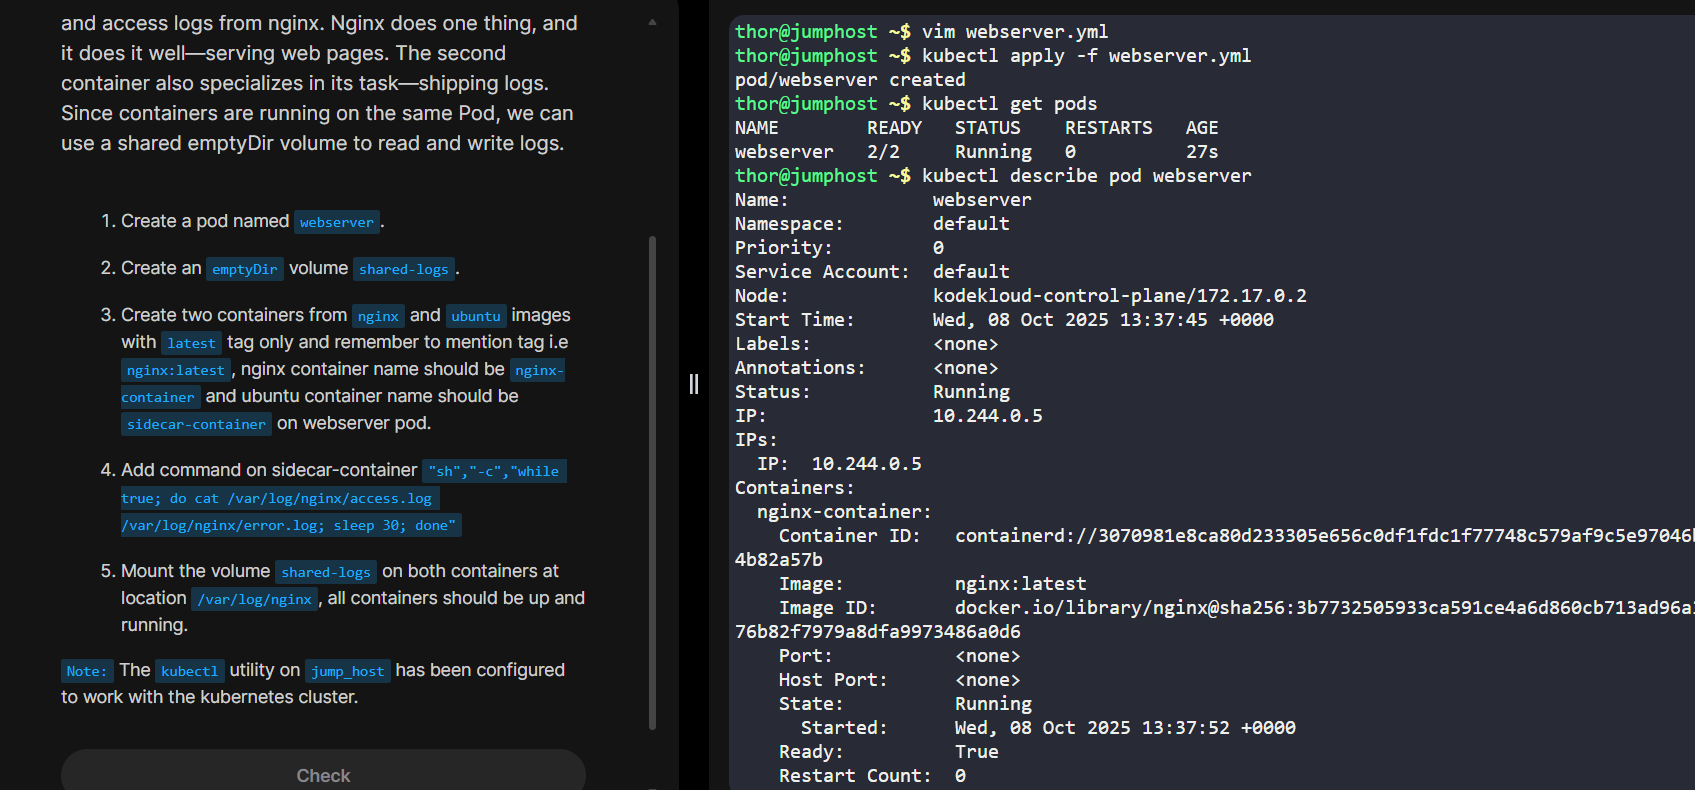 and access logs from nginx. Nginx does one thing, and
it does it well—serving web pages. The second
container also specializes in its task—shipping logs.
Since containers are running on the same Pod, we can
use a shared emptyDir volume to read and write logs.
1. Create a pod named webserver.
2. Create an emptyDir volume shared-logs.
3. Create two containers from nginx and ubuntu images
with latest tag only and remember to mention tag i.e
nginx:latest, nginx container name should be nginx-
container and ubuntu container name should be
sidecar-container on webserver pod.
4. Add command on sidecar-container "sh","-c","while
true; do cat /var/log/nginx/access.log
/var/log/nginx/error.log; sleep 30; done"
5. Mount the volume shared-logs on both containers at
location /var/log/nginx, all containers should be up and
running.
Note: The kubectl utility on jump_host has been configured
to work with the kubernetes cluster.
Check
thor@jumphost ~$ vim webserver.yml
thor@jumphost ~$ kubectl apply -f webserver.yml
pod/webserver created
thor@jumphost ~$ kubectl get pods
NAME        READY   STATUS    RESTARTS   AGE
webserver   2/2     Running   0          27s
thor@jumphost ~$ kubectl describe pod webserver
Name:             webserver
Namespace:        default
Priority:         0
Service Account:  default
Node:             kodekloud-control-plane/172.17.0.2
Start Time:       Wed, 08 Oct 2025 13:37:45 +0000
Labels:           <none>
Annotations:      <none>
Status:           Running
IP:               10.244.0.5
IPs:
  IP:  10.244.0.5
Containers:
  nginx-container:
    Container ID:   containerd://3070981e8ca80d233305e656c0df1fdc1f77748c579af9c5e97046
4b82a57b
    Image:          nginx:latest
    Image ID:       docker.io/library/nginx@sha256:3b7732505933ca591ce4a6d860cb713ad96a
76b82f7979a8dfa9973486a0d6
    Port:           <none>
    Host Port:      <none>
    State:          Running
      Started:      Wed, 08 Oct 2025 13:37:52 +0000
    Ready:          True
    Restart Count:  0